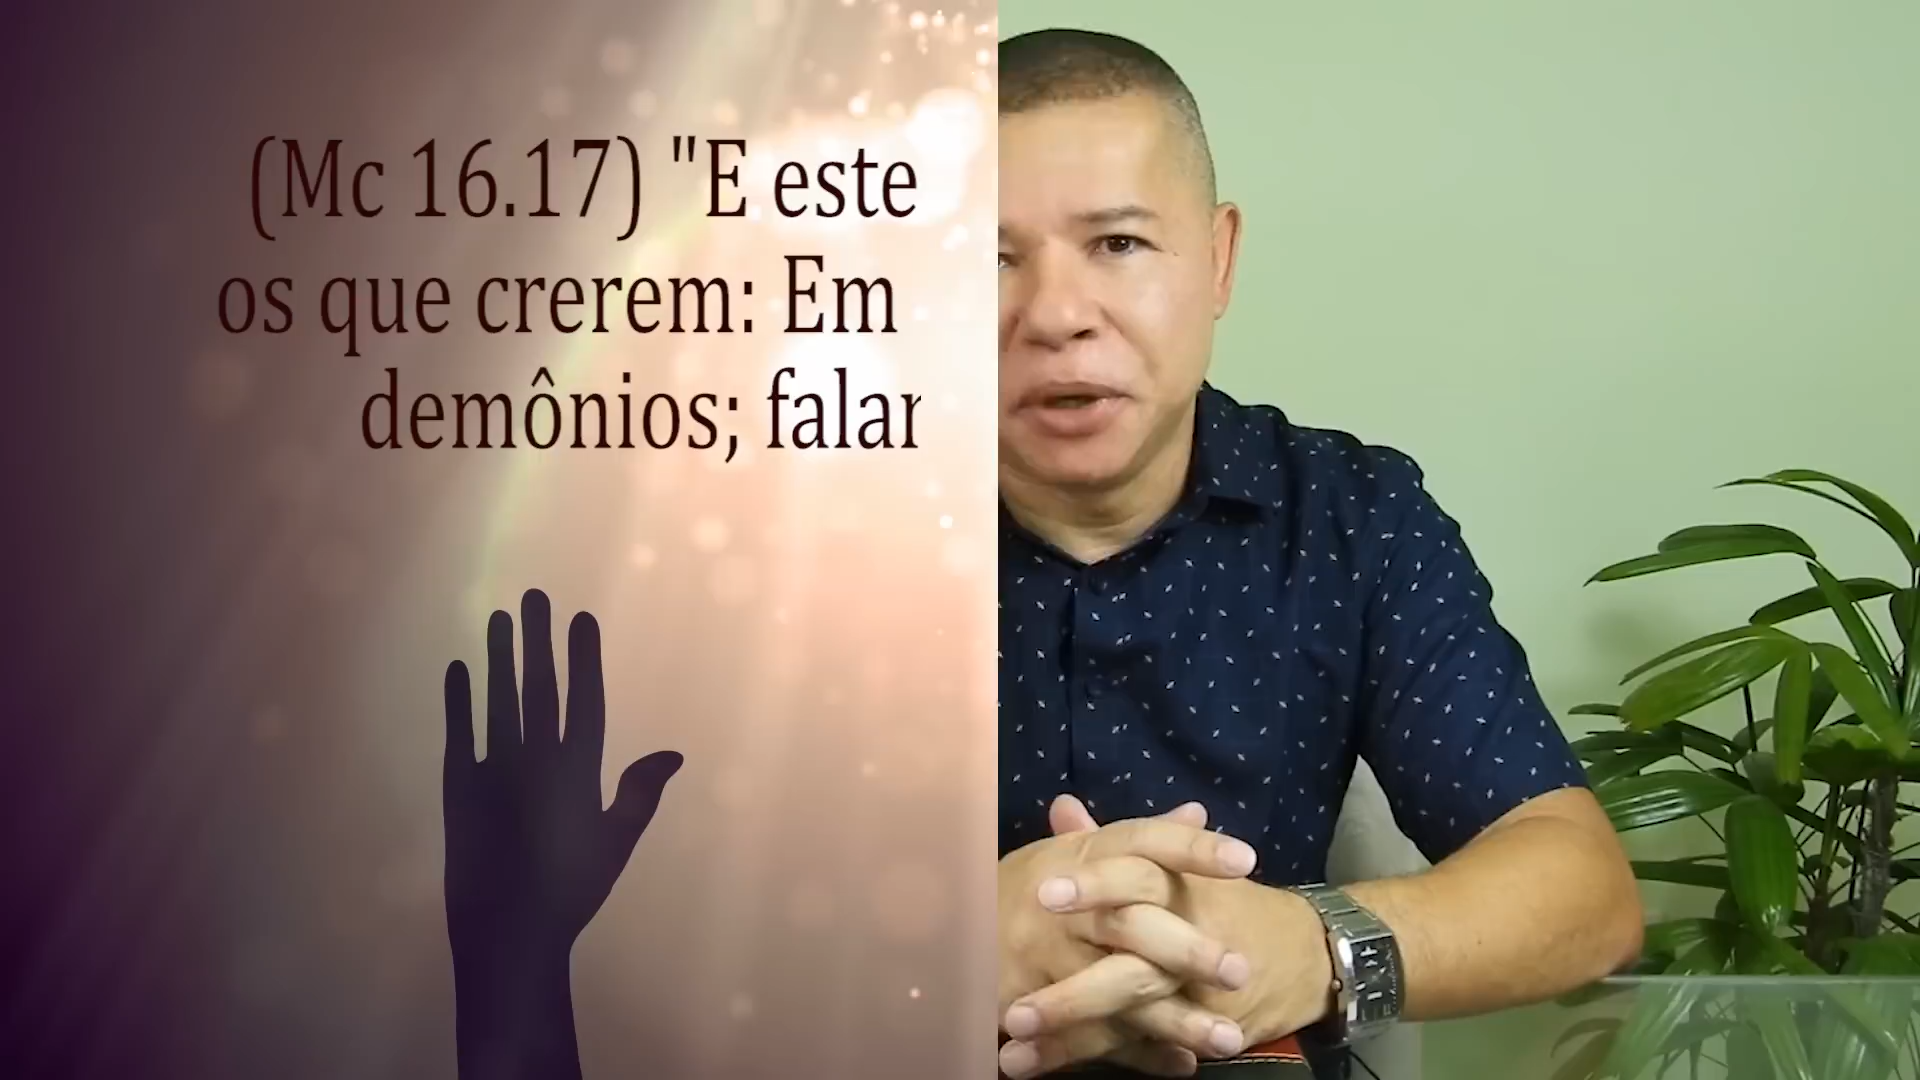 (Mc 16.17) "E este
os que crerem: Em
demônios; falar